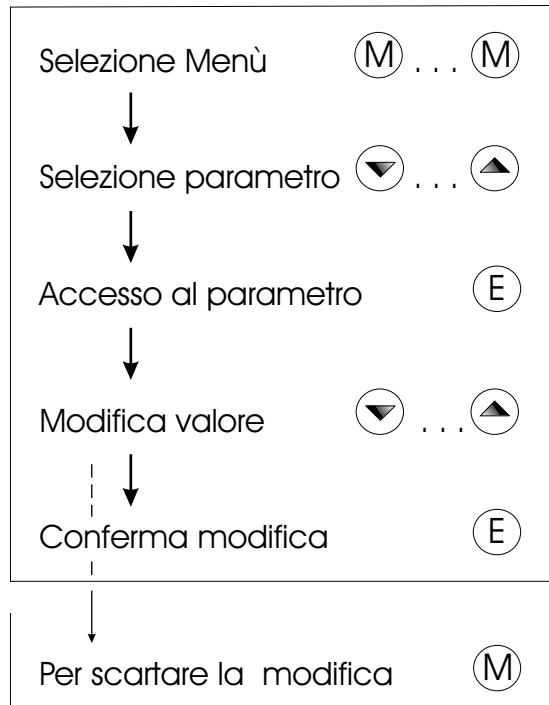 Selezione Menù M . . . M
Selezione parametro . . .
Accesso al parametro E
Modifica valore . . .
Conferma modifica E
Per scartare la modifica M